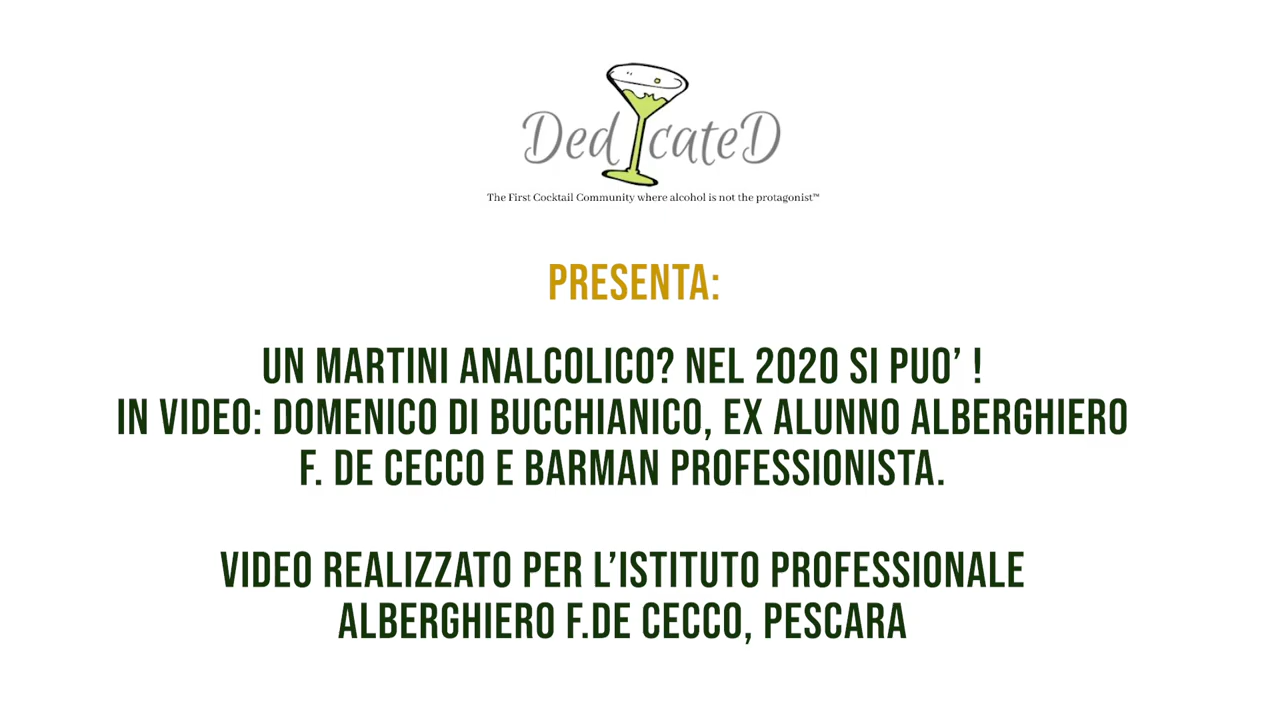 DedicateD
The First Cocktail Community where alcohol is not the protagonist™
PRESENTA:
UN MARTINI ANALCOLICO? NEL 2020 SI PUO’ !
IN VIDEO: DOMENICO DI BUCCHIANICO, EX ALUNNO ALBERGHIERO
F. DE CECCO E BARMAN PROFESSIONISTA.
VIDEO REALIZZATO PER L’ISTITUTO PROFESSIONALE
ALBERGHIERO F.DE CECCO, PESCARA